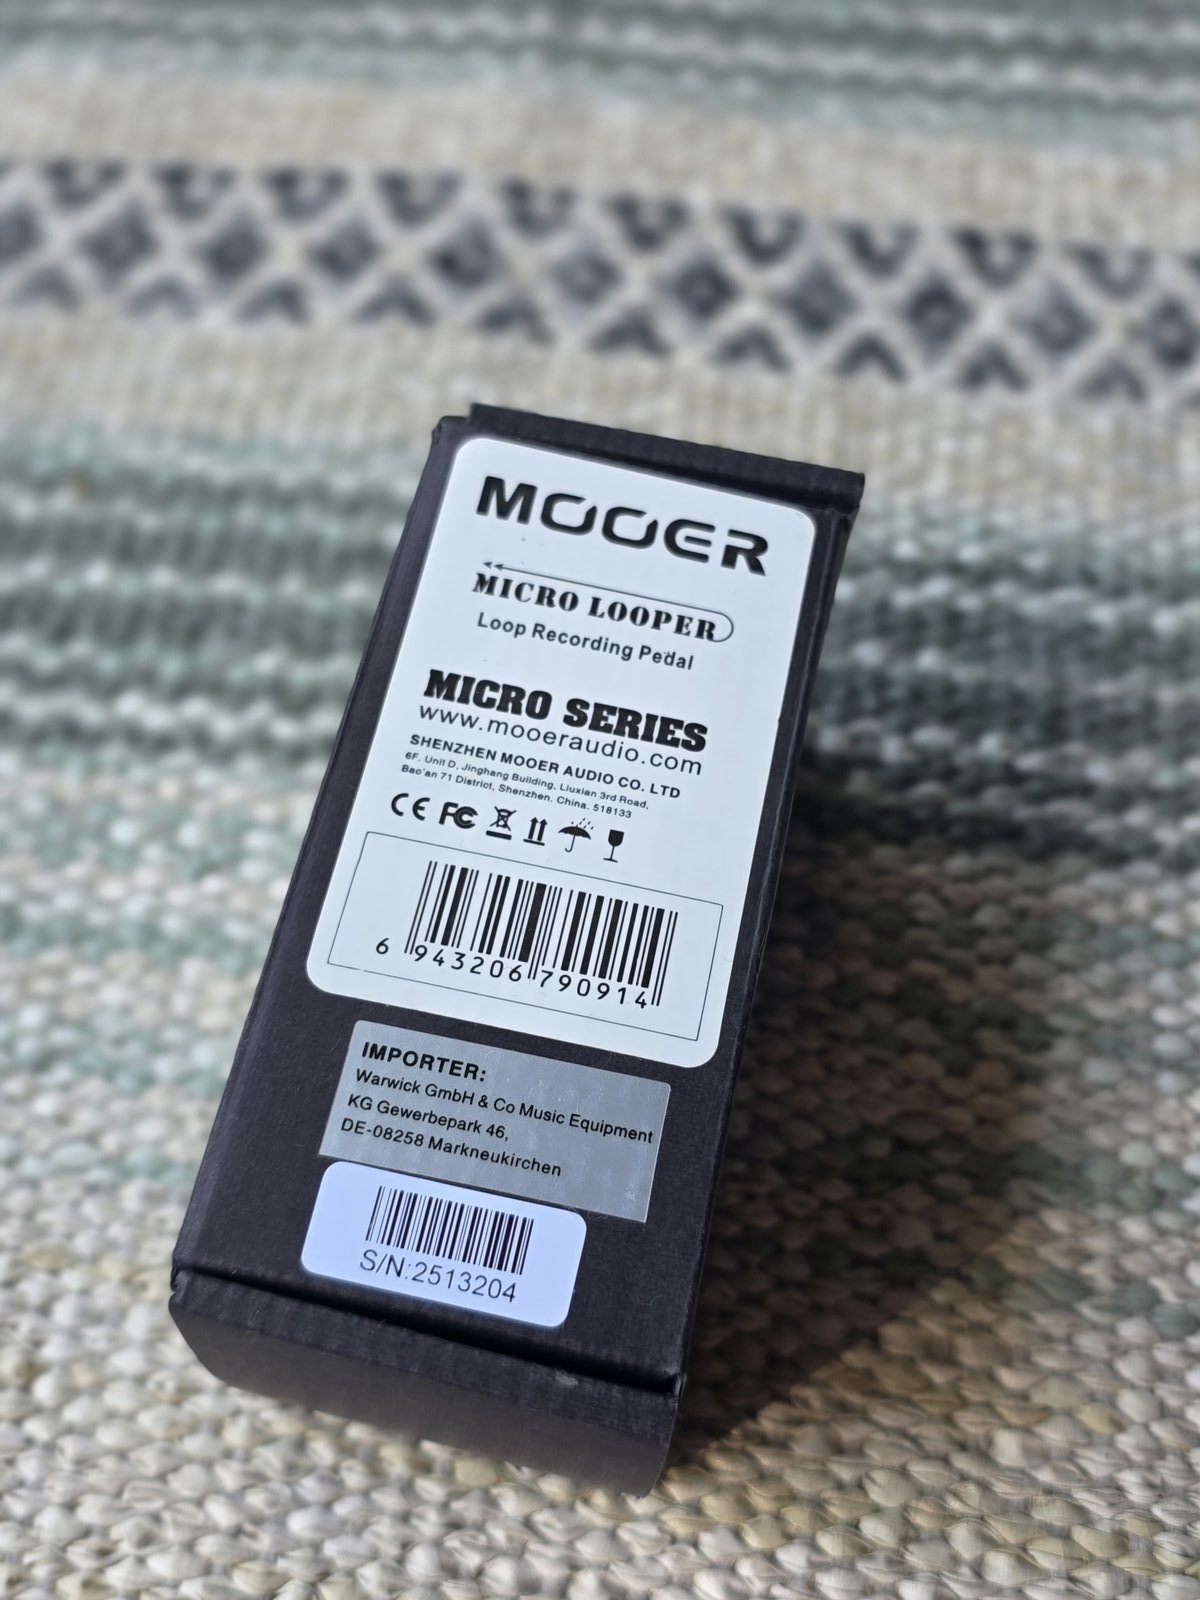 MOOER
MICRO LOOPER
Loop Recording Pedal
MICRO SERIES
www.mooeraudio.com
SHENZHEN MOOER AUDIO CO. LTD
6F. Unit D. Jinghang Building, Liuxian 3rd Road,
Bao'an 71 District, Shenzhen. China. 518133
CE FC
6 943206 790914
IMPORTER:
Warwick GmbH & Co Music Equipment
KG Gewerbepark 46,
DE-08258 Markneukirchen
S/N:2513204